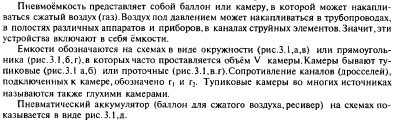 Пневмоёмкость представляет собой баллон или камеру, в которой может накапли-
ваться сжатый воздух (газ). Воздух под давлением может накапливаться в трубопроводах,
в полостях различных аппаратов и приборов, в каналах струйных элементов. Значит, эти
устройства включают в себя ёмкости.
Емкости обозначаются на схемах в виде окружности (рис.3.1,а,в) или прямоуголь-
ника (рис.3.1,б,г), в которых часто проставляется объём V камеры. Камеры бывают ту-
пиковые (рис.3.1 а,б) или проточные (рис.3.1,в.г). Сопротивление каналов (дросселей),
подключенных к камере, обозначено r₁ и r₂. Тупиковые камеры во многих источниках
называются также глухими камерами.
Пневматический аккумулятор (баллон для сжатого воздуха, ресивер) на схемах по-
казывается в виде рис.3.1,д.